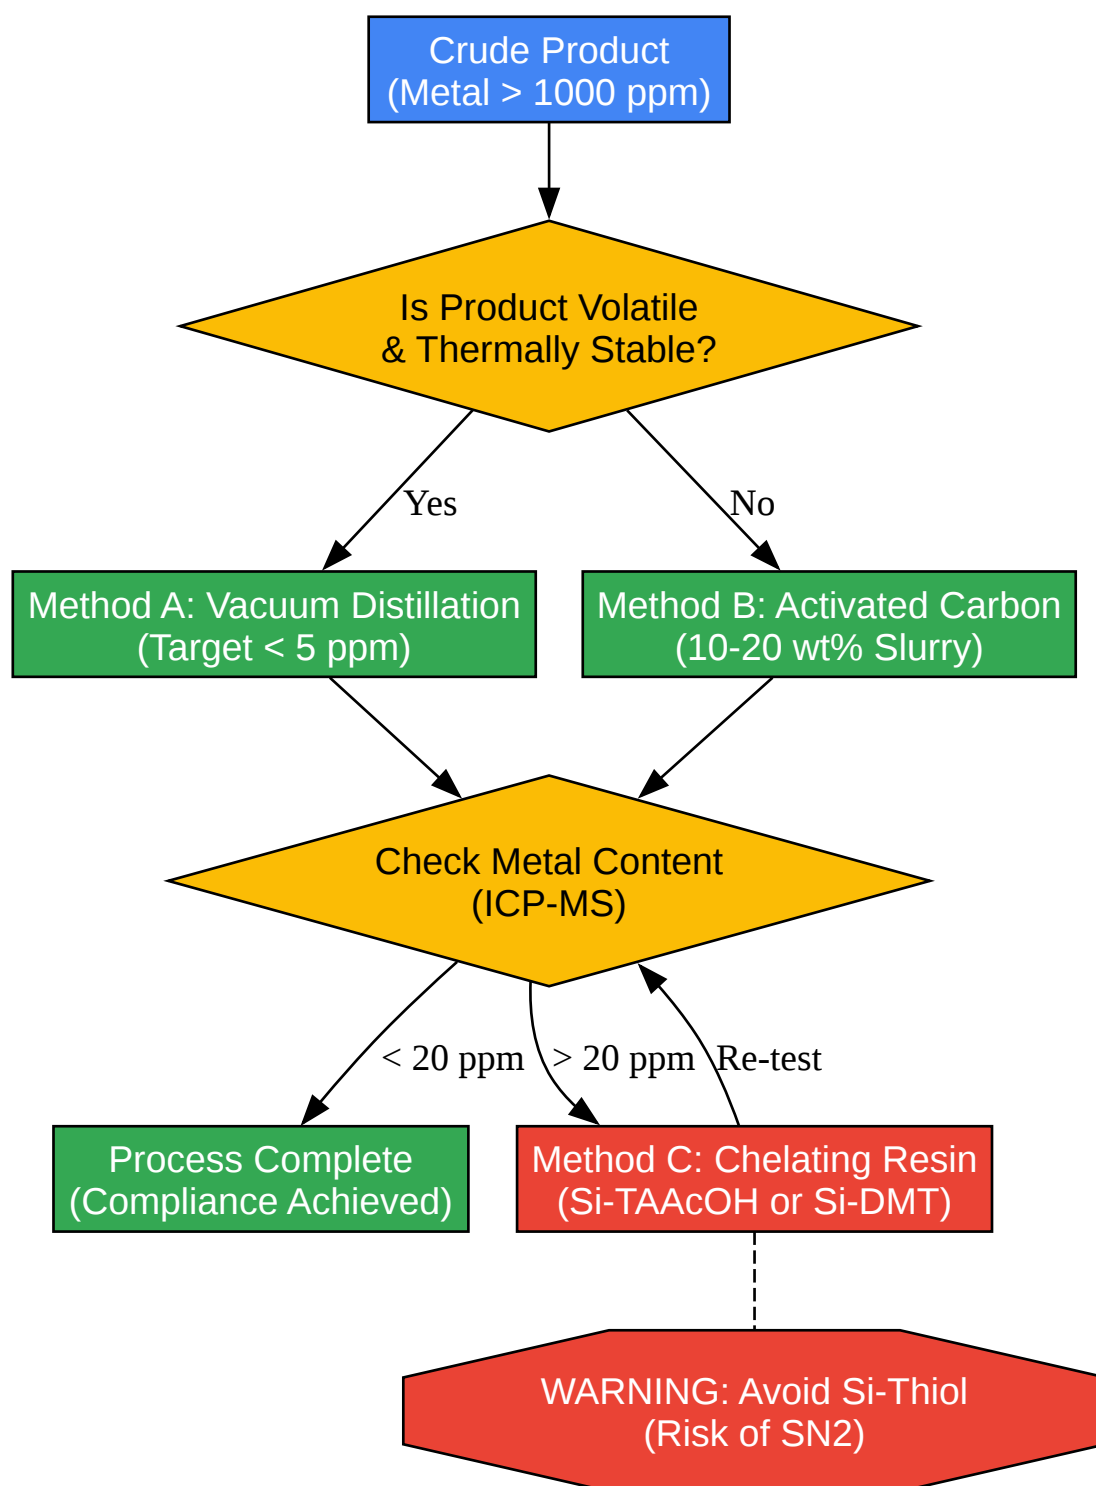 Crude Product
(Metal > 1000 ppm)
Is Product Volatile
& Thermally Stable?
Yes
No
Method A: Vacuum Distillation
(Target < 5 ppm)
Method B: Activated Carbon
(10-20 wt% Slurry)
Check Metal Content
(ICP-MS)
< 20 ppm
> 20 ppm
Re-test
Process Complete
(Compliance Achieved)
Method C: Chelating Resin
(Si-TAAcOH or Si-DMT)
WARNING: Avoid Si-Thiol
(Risk of SN2)